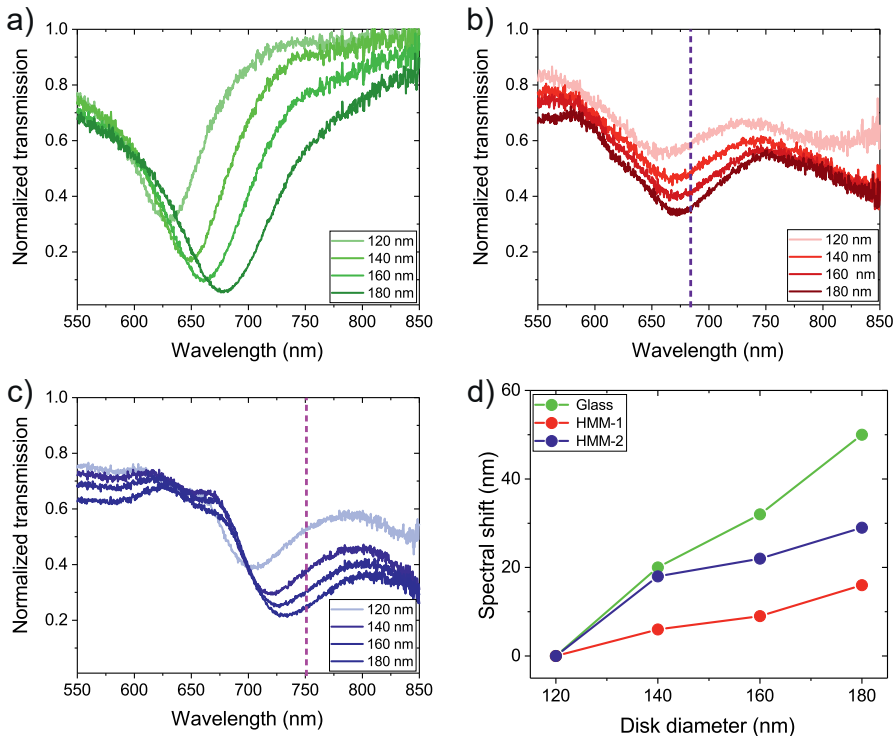 a)
Normalized transmission
1.0
0.8
0.6
0.4
0.2
120 nm
140 nm
160 nm
180 nm
550 600 650 700 750 800 850
Wavelength (nm)
b)
Normalized transmission
1.0
0.8
0.6
0.4
0.2
120 nm
140 nm
160 nm
180 nm
550 600 650 700 750 800 850
Wavelength (nm)
c)
Normalized transmission
1.0
0.8
0.6
0.4
0.2
120 nm
140 nm
160 nm
180 nm
550 600 650 700 750 800 850
Wavelength (nm)
d)
Spectral shift (nm)
60
40
20
0
Glass
HMM-1
HMM-2
120 140 160 180
Disk diameter (nm)